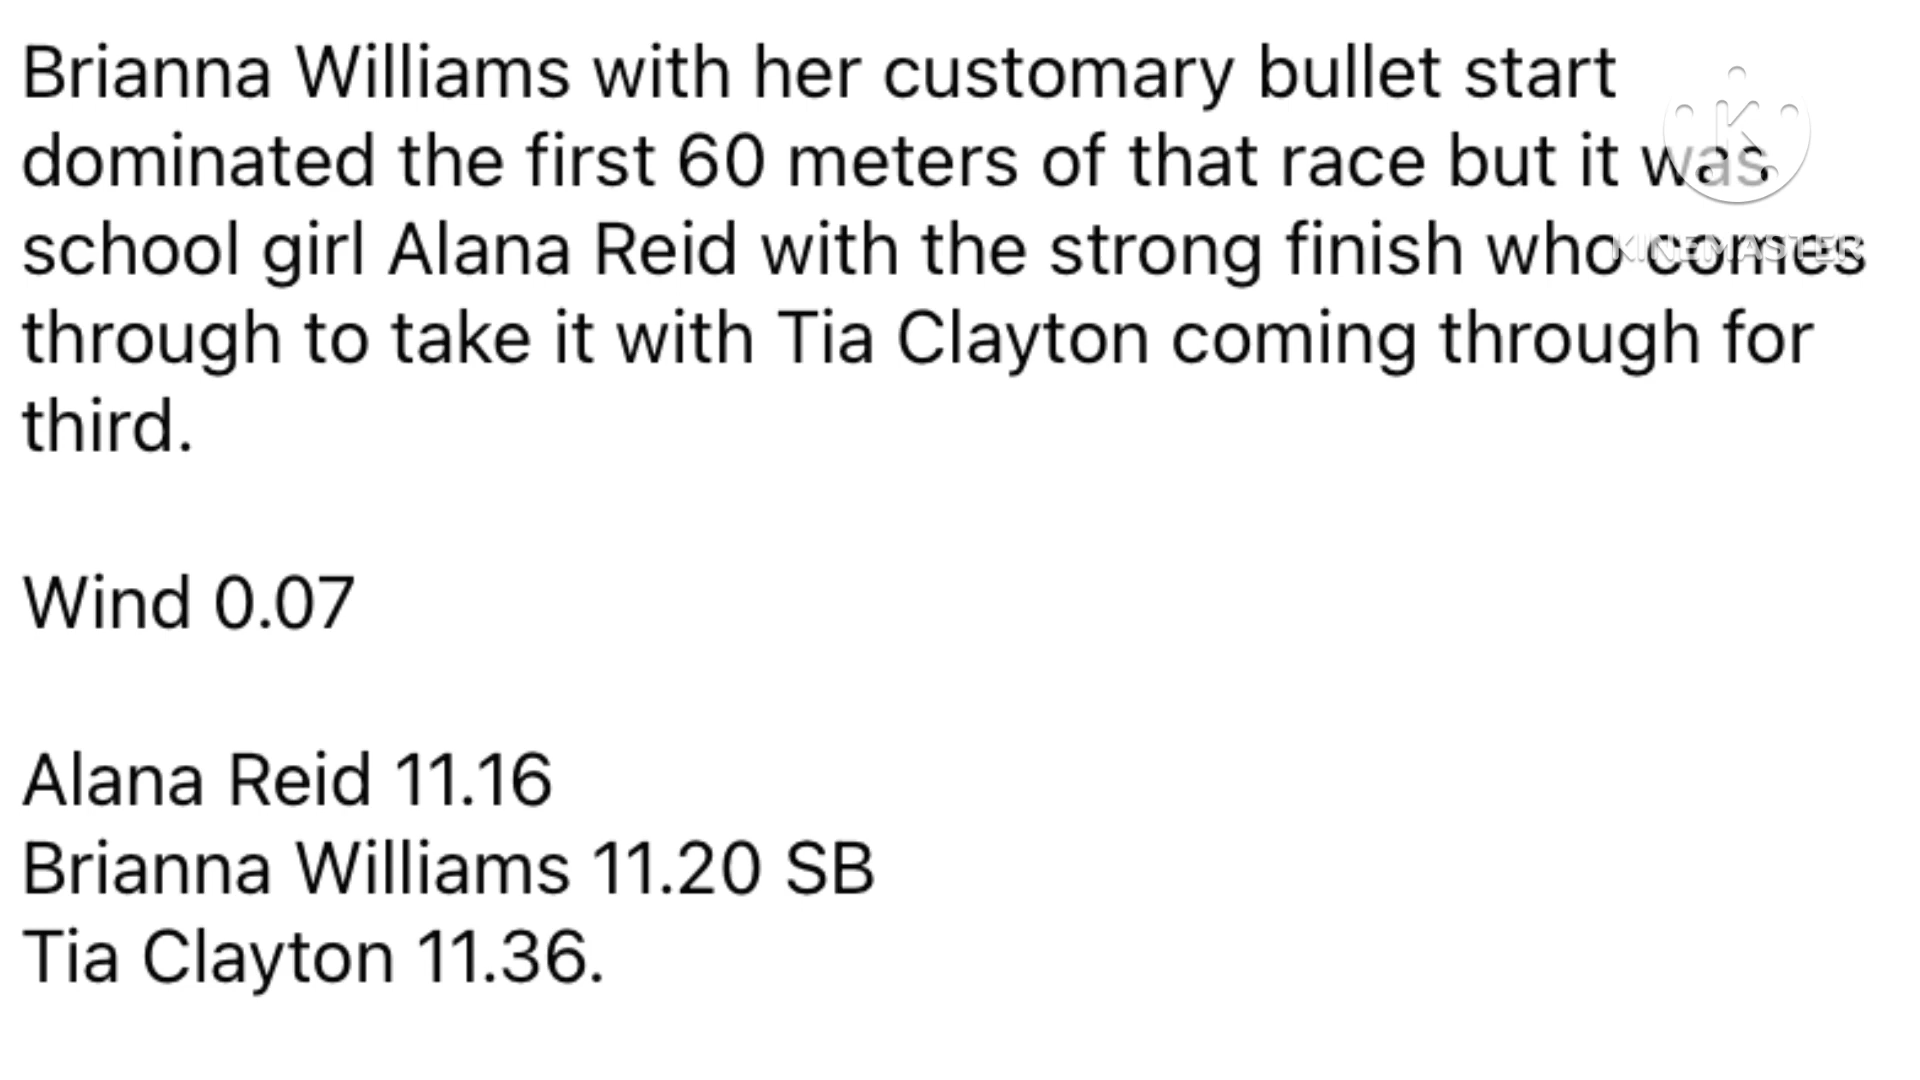 Brianna Williams with her customary bullet start
dominated the first 60 meters of that race but it was
school girl Alana Reid with the strong finish who comes
through to take it with Tia Clayton coming through for
third.
Wind 0.07
Alana Reid 11.16
Brianna Williams 11.20 SB
Tia Clayton 11.36.
K
KINEMASTER